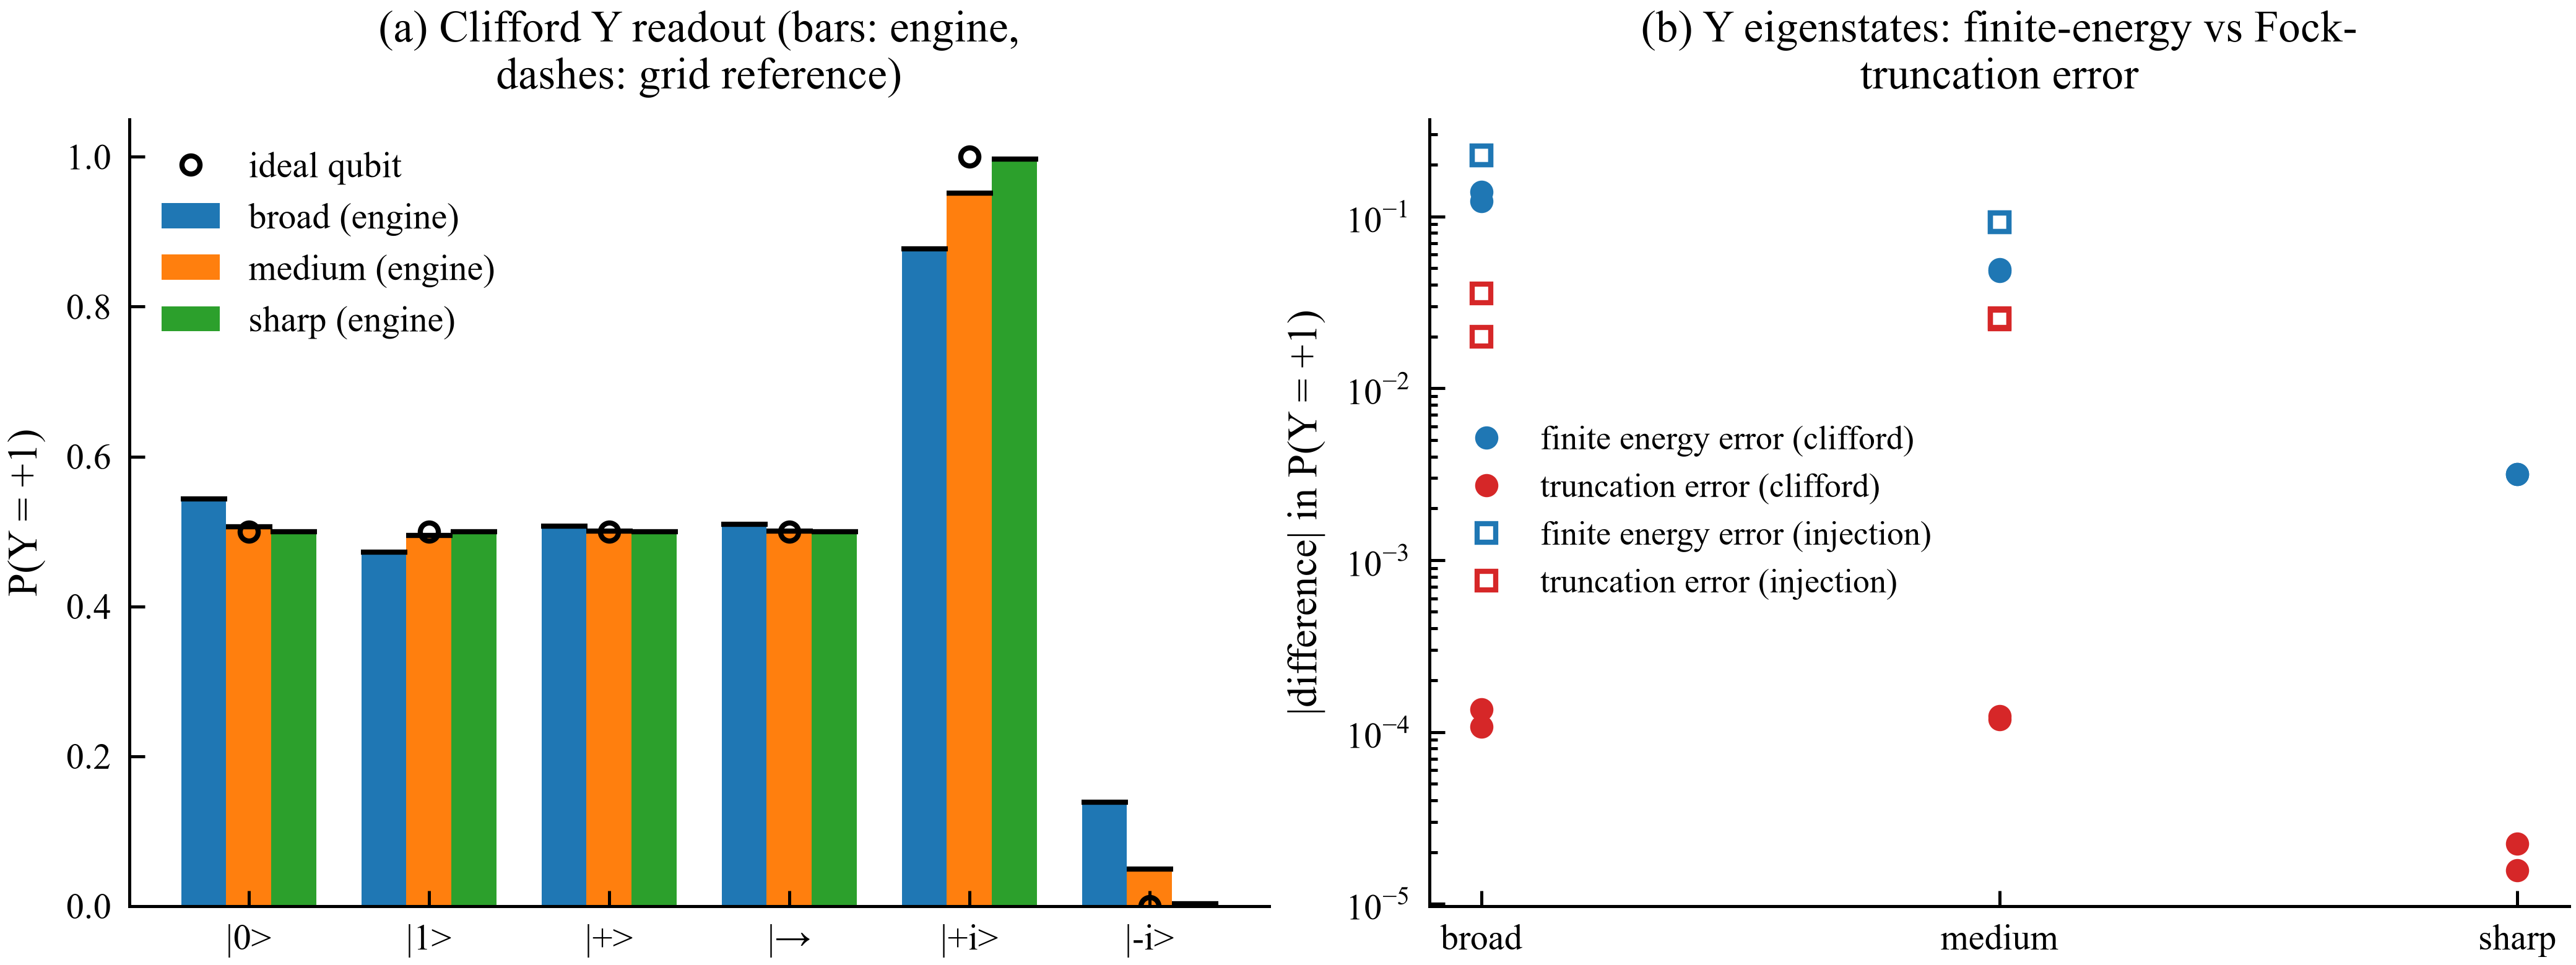 (a) Clifford Y readout (bars: engine,
dashes: grid reference)
P(Y = +1)
1.0
0.8
0.6
0.4
0.2
0.0
ideal qubit
broad (engine)
medium (engine)
sharp (engine)
|0>
|1>
|+>
|→
|+i>
|-i>
(b) Y eigenstates: finite-energy vs Fock-
truncation error
|difference| in P(Y = +1)
10⁻¹
10⁻²
10⁻³
10⁻⁴
10⁻⁵
finite energy error (clifford)
truncation error (clifford)
finite energy error (injection)
truncation error (injection)
broad
medium
sharp